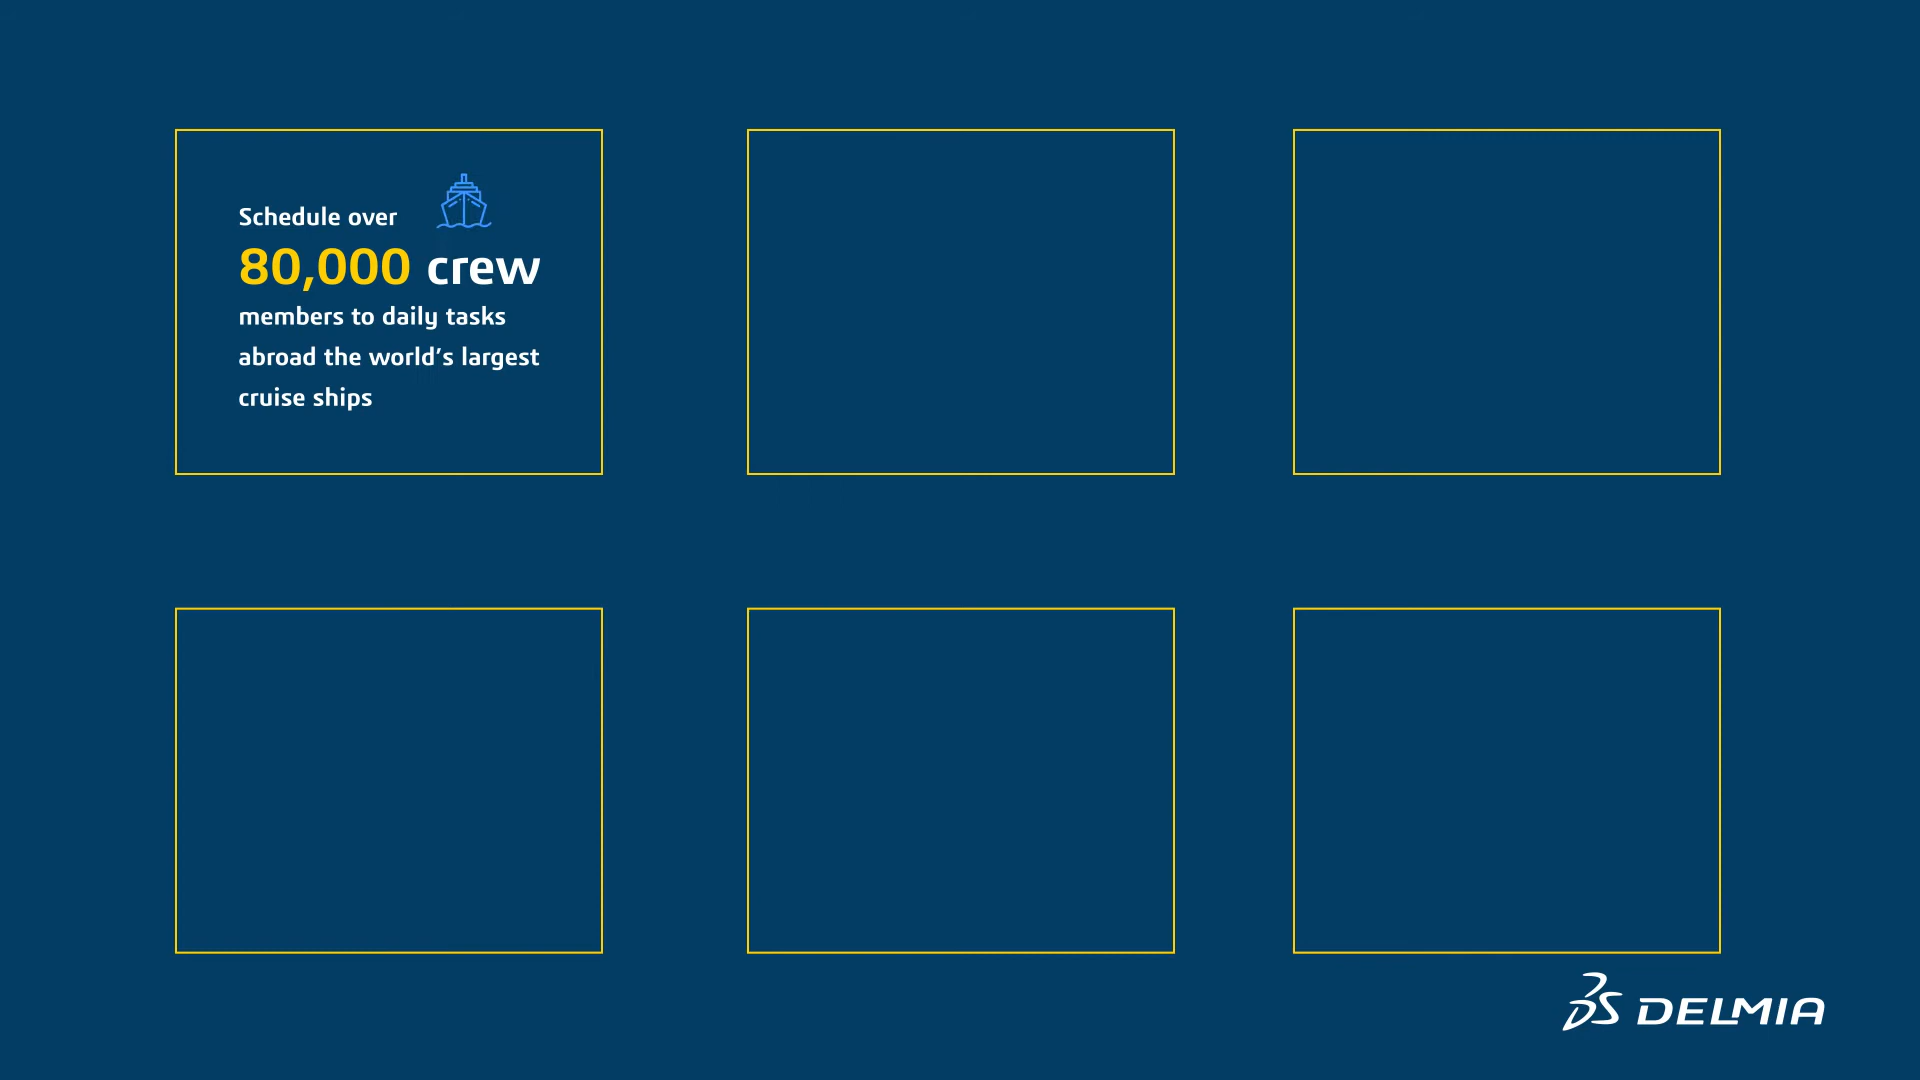 Schedule over
80,000 crew
members to daily tasks
abroad the world's largest
cruise ships
DELMIA